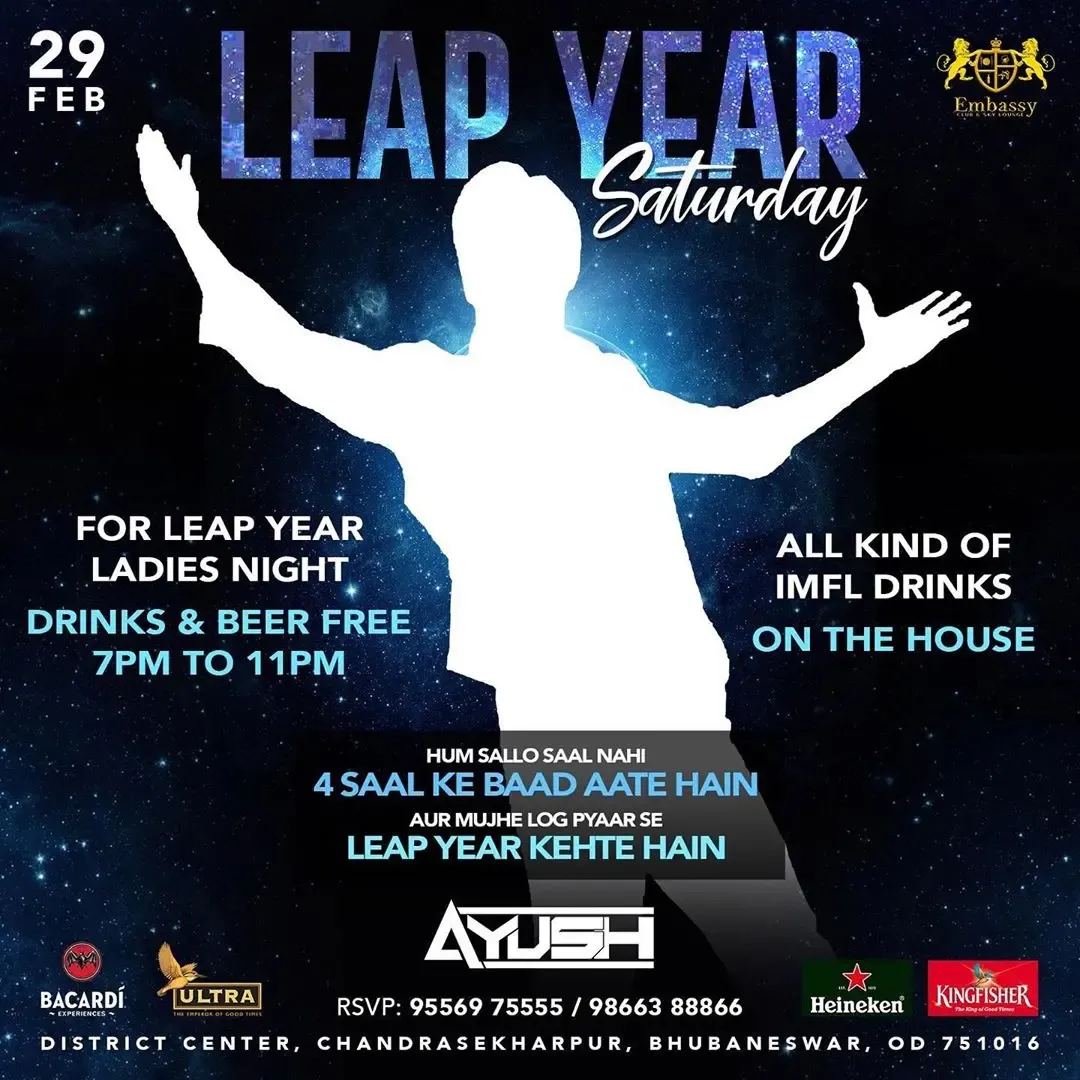 29
FEB
LEAP YEAR
Saturday
Embassy
CLUB & SKY LOUNGE
FOR LEAP YEAR
LADIES NIGHT
DRINKS & BEER FREE
7PM TO 11PM
ALL KIND OF
IMFL DRINKS
ON THE HOUSE
HUM SALLO SAAL NAHI
4 SAAL KE BAAD AATE HAIN
AUR MUJHE LOG PYAAR SE
LEAP YEAR KEHTE HAIN
AYUSH
BACARDÍ
EXPERIENCES
ULTRA
THE EMPEROR OF GOOD TIMES
RSVP: 95569 75555 / 98663 88866
Heineken
KINGFISHER
The King of Good Times
DISTRICT CENTER, CHANDRASEKHARPUR, BHUBANESWAR, OD 751016